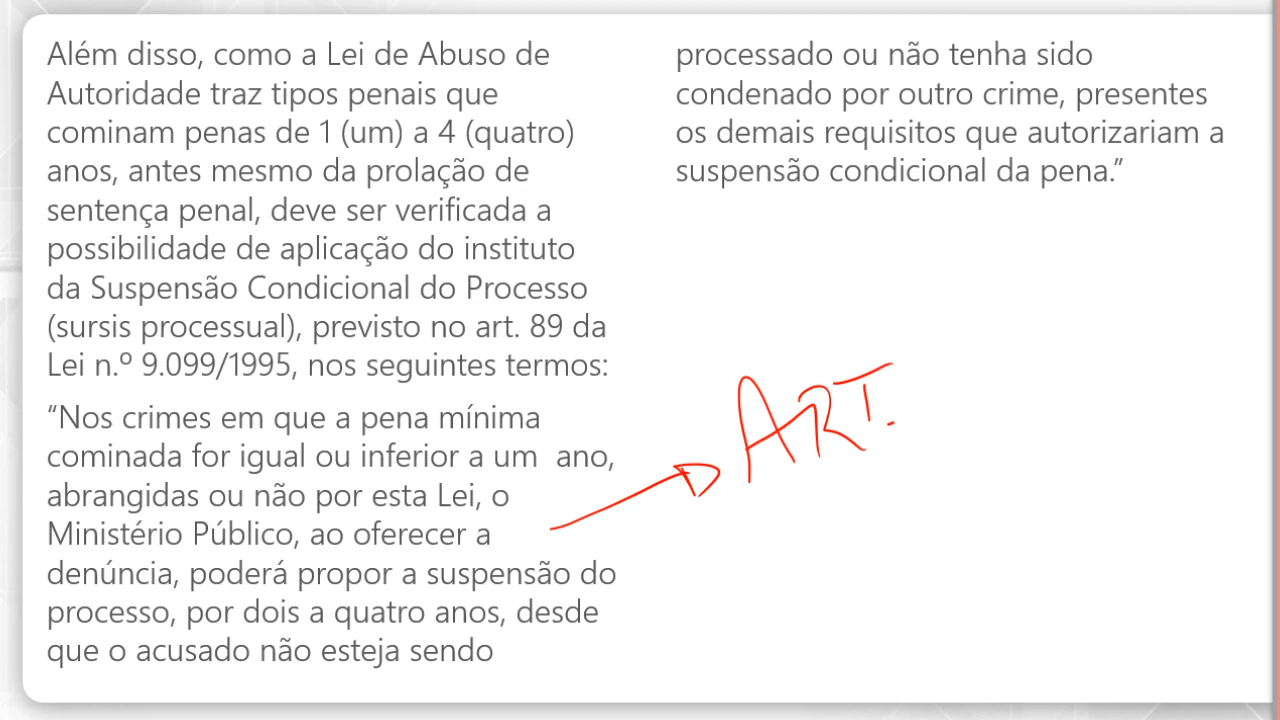 Além disso, como a Lei de Abuso de
Autoridade traz tipos penais que
cominam penas de 1 (um) a 4 (quatro)
anos, antes mesmo da prolação de
sentença penal, deve ser verificada a
possibilidade de aplicação do instituto
da Suspensão Condicional do Processo
(sursis processual), previsto no art. 89 da
Lei n.º 9.099/1995, nos seguintes termos:
“Nos crimes em que a pena mínima
cominada for igual ou inferior a um  ano,
abrangidas ou não por esta Lei, o
Ministério Público, ao oferecer a
denúncia, poderá propor a suspensão do
processo, por dois a quatro anos, desde
que o acusado não esteja sendo
processado ou não tenha sido
condenado por outro crime, presentes
os demais requisitos que autorizariam a
suspensão condicional da pena.”
ART.